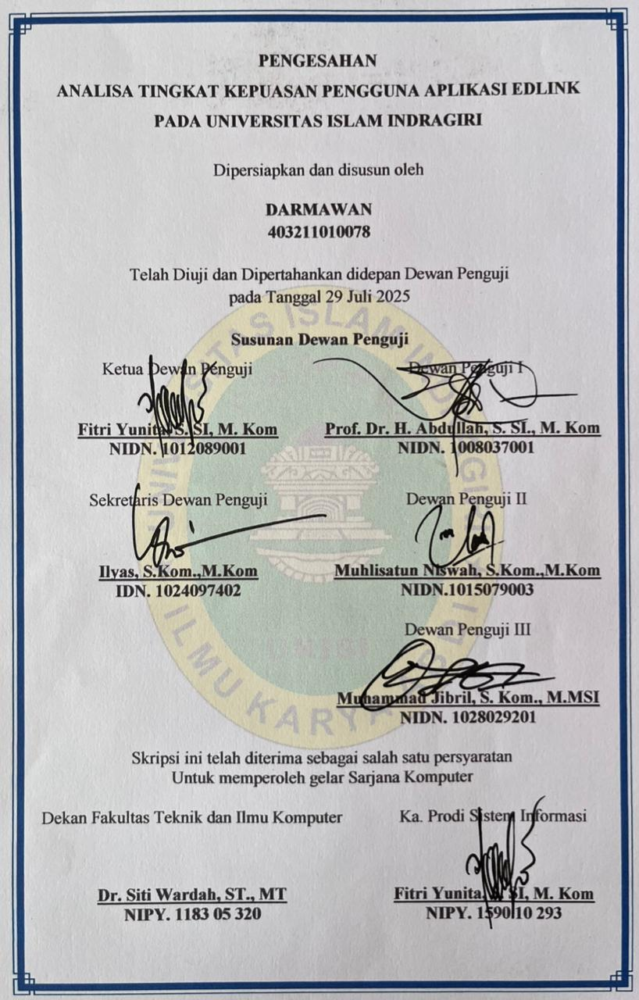 PENGESAHAN
ANALISA TINGKAT KEPUASAN PENGGUNA APLIKASI EDLINK
PADA UNIVERSITAS ISLAM INDRAGIRI
Dipersiapkan dan disusun oleh
DARMAWAN
403211010078
Telah Diuji dan Dipertahankan didepan Dewan Penguji
pada Tanggal 29 Juli 2025
Susunan Dewan Penguji
Ketua Dewan Penguji
Fitri Yunita, S. SI, M. Kom
NIDN. 1012089001
Dewan Penguji I
Prof. Dr. H. Abdullah, S. SI., M. Kom
NIDN. 1008037001
Sekretaris Dewan Penguji
Ilyas, S.Kom.,M.Kom
IDN. 1024097402
Dewan Penguji II
Muhlisatun Niswah, S.Kom.,M.Kom
NIDN.1015079003
Dewan Penguji III
Muhammad Jibril, S. Kom., M.MSI
NIDN. 1028029201
Skripsi ini telah diterima sebagai salah satu persyaratan
Untuk memperoleh gelar Sarjana Komputer
Dekan Fakultas Teknik dan Ilmu Komputer
Dr. Siti Wardah, ST., MT
NIPY. 1183 05 320
Ka. Prodi Sistem Informasi
Fitri Yunita, S. SI, M. Kom
NIPY. 1590 10 293
UNIVERSITAS ISLAM INDRAGIRI
ILMU KARYA
UNISI